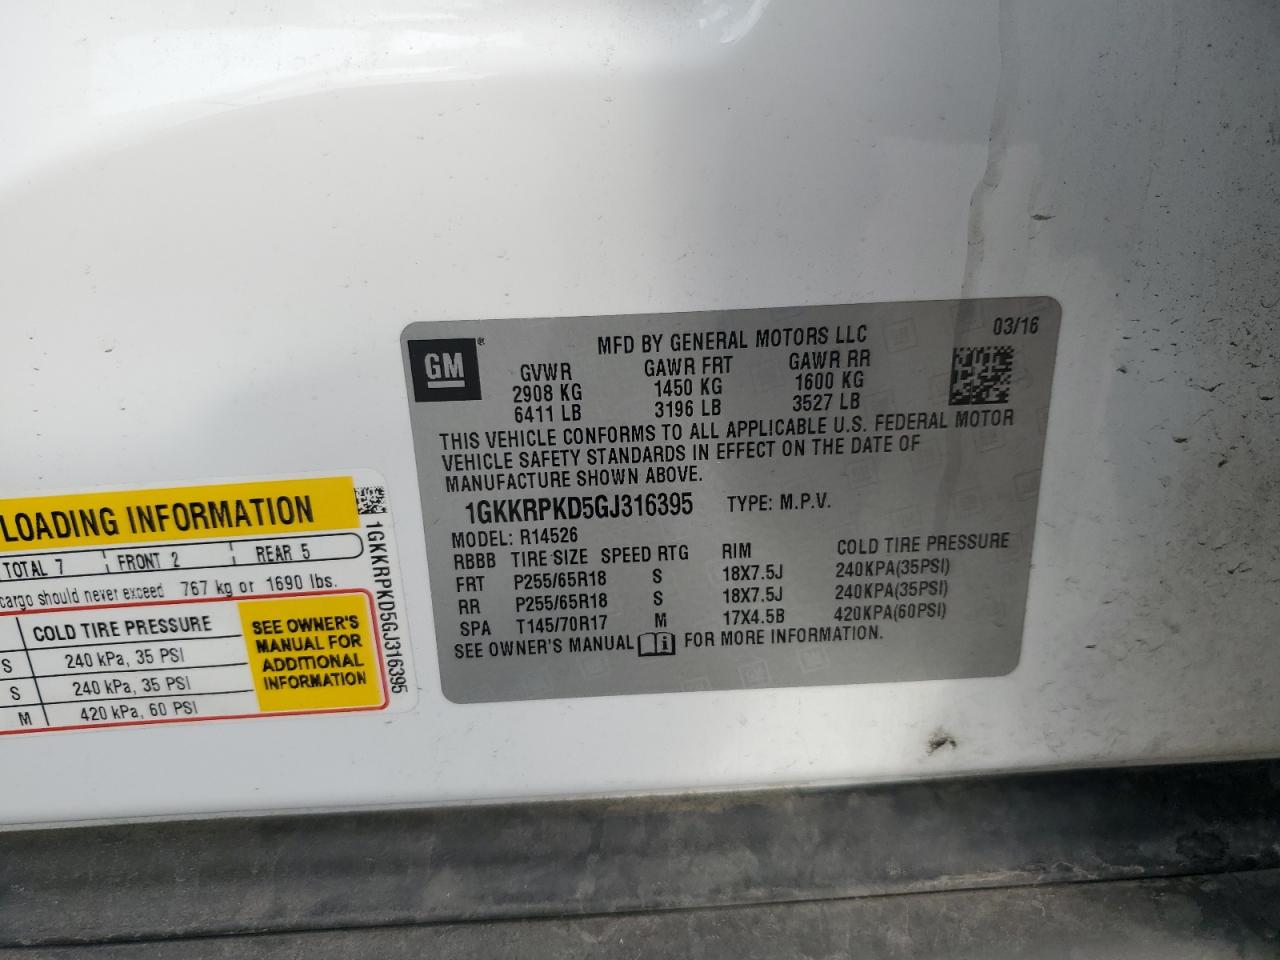 GM®
MFD BY GENERAL MOTORS LLC
03/16
GVWR GAWR FRT GAWR RR
2908 KG 1450 KG 1600 KG
6411 LB 3196 LB 3527 LB
THIS VEHICLE CONFORMS TO ALL APPLICABLE U.S. FEDERAL MOTOR
VEHICLE SAFETY STANDARDS IN EFFECT ON THE DATE OF
MANUFACTURE SHOWN ABOVE.
1GKKRPKD5GJ316395 TYPE: M.P.V.
MODEL: R14526
RBBB TIRE SIZE SPEED RTG RIM COLD TIRE PRESSURE
FRT P255/65R18 S 18X7.5J 240KPA(35PSI)
RR P255/65R18 S 18X7.5J 240KPA(35PSI)
SPA T145/70R17 M 17X4.5B 420KPA(60PSI)
SEE OWNER'S MANUAL FOR MORE INFORMATION.
LOADING INFORMATION
TOTAL 7 FRONT 2 REAR 5
cargo should never exceed 767 kg or 1690 lbs.
COLD TIRE PRESSURE
S 240 kPa, 35 PSI
S 240 kPa, 35 PSI
M 420 kPa, 60 PSI
SEE OWNER'S
MANUAL FOR
ADDITIONAL
INFORMATION
1GKKRPKD5GJ316395